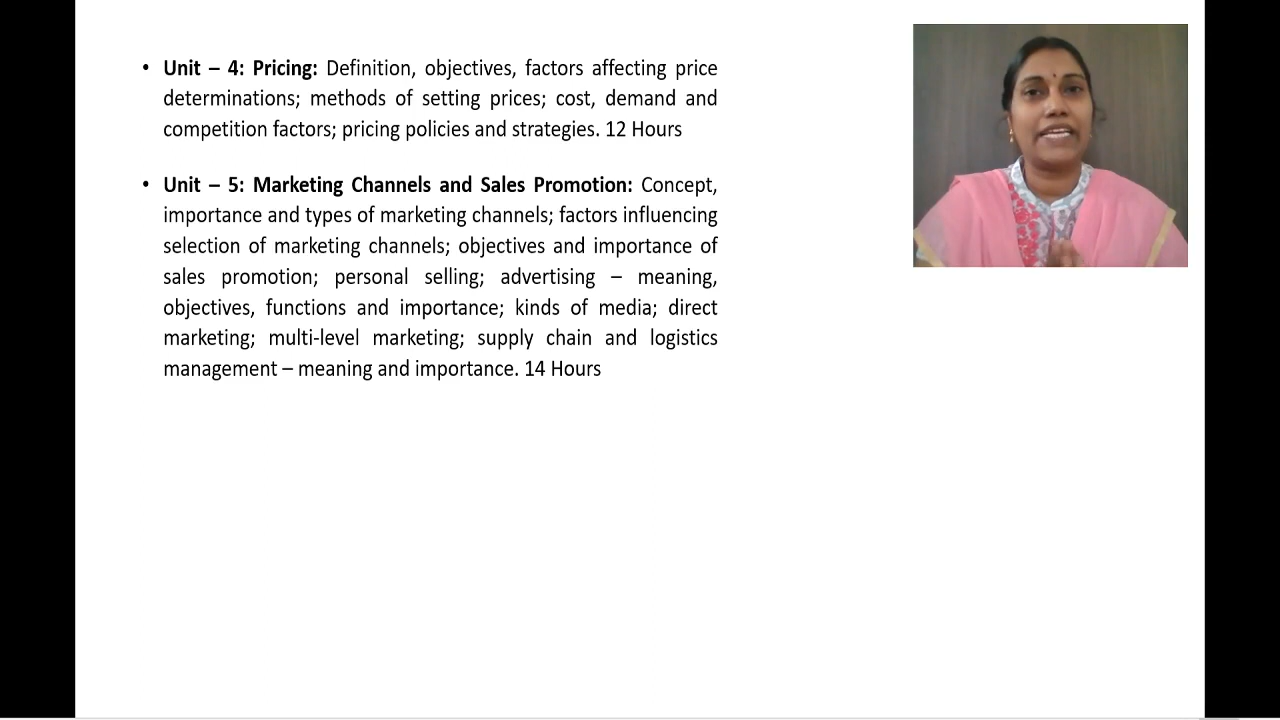 • Unit – 4: Pricing: Definition, objectives, factors affecting price
determinations; methods of setting prices; cost, demand and
competition factors; pricing policies and strategies. 12 Hours
• Unit – 5: Marketing Channels and Sales Promotion: Concept,
importance and types of marketing channels; factors influencing
selection of marketing channels; objectives and importance of
sales promotion; personal selling; advertising – meaning,
objectives, functions and importance; kinds of media; direct
marketing; multi-level marketing; supply chain and logistics
management – meaning and importance. 14 Hours